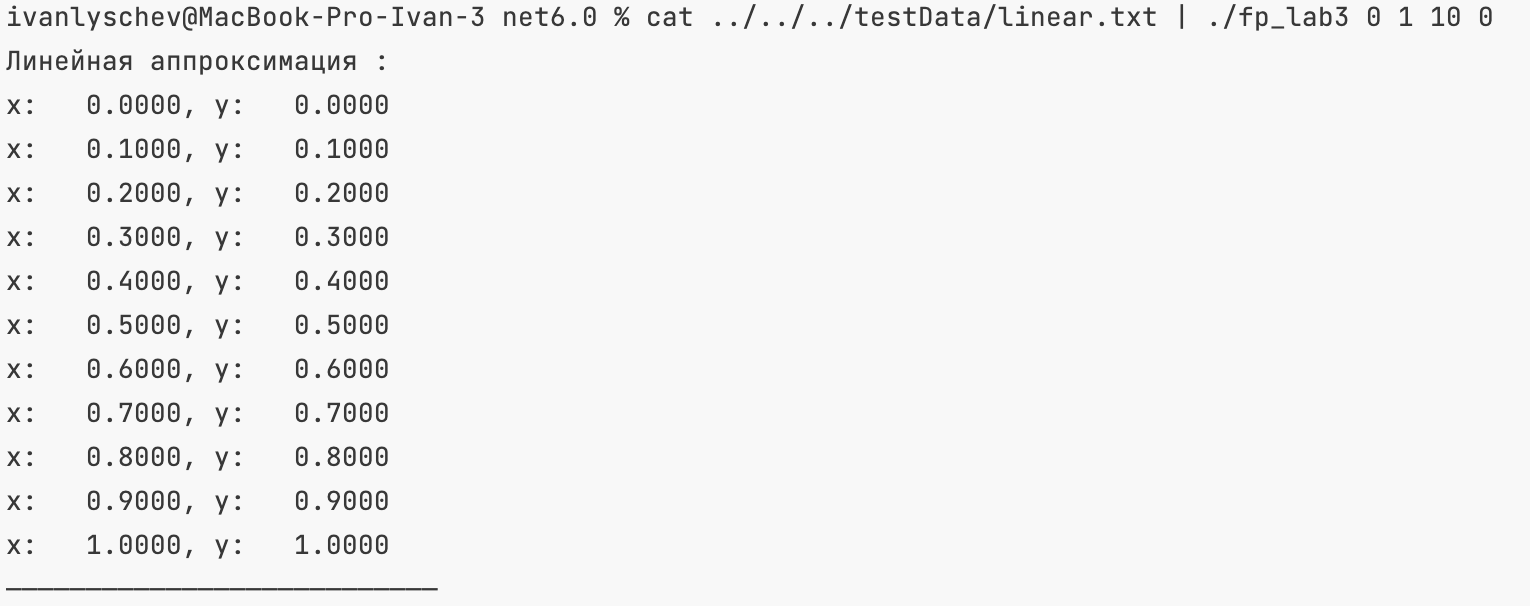 ivanlyschev@MacBook-Pro-Ivan-3 net6.0 % cat ../../../testData/linear.txt | ./fp_lab3 0 1 10 0
Линейная аппроксимация :
x:   0.0000, y:   0.0000
x:   0.1000, y:   0.1000
x:   0.2000, y:   0.2000
x:   0.3000, y:   0.3000
x:   0.4000, y:   0.4000
x:   0.5000, y:   0.5000
x:   0.6000, y:   0.6000
x:   0.7000, y:   0.7000
x:   0.8000, y:   0.8000
x:   0.9000, y:   0.9000
x:   1.0000, y:   1.0000
___________________________